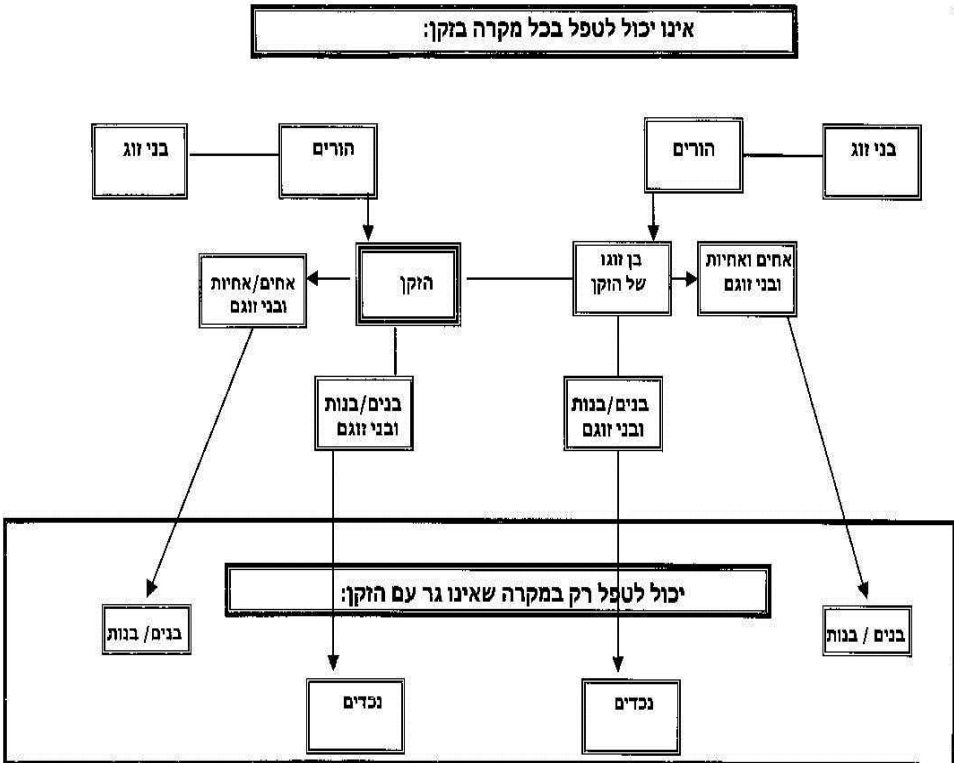 אינו יכול לטפל בכל מקרה בזקן:
בני זוג
הורים
הורים
בני זוג
אחים ואחיות
ובני זוגם
בן זוגו
של הזקן
הזקן
אחים/אחיות
ובני זוגם
בנים/בנות
ובני זוגם
בנים/בנות
ובני זוגם
יכול לטפל רק במקרה שאינו גר עם הזקן:
בנים / בנות
בנים/ בנות
נכדים
נכדים